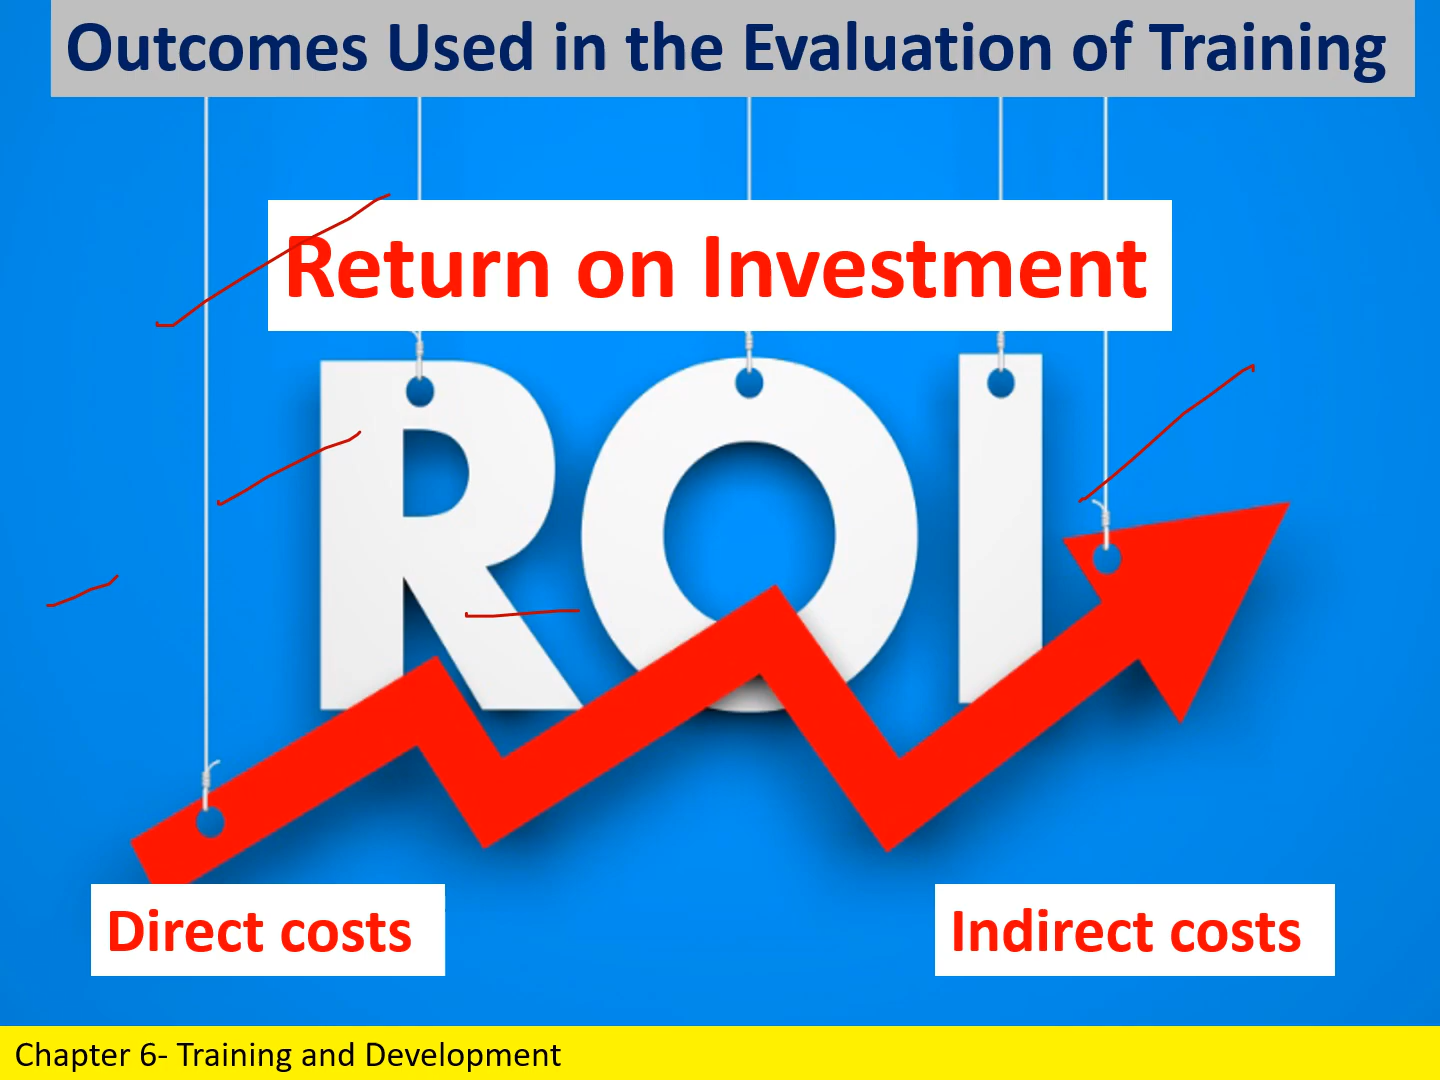 Outcomes Used in the Evaluation of Training
Return on Investment
ROI
Direct costs
Indirect costs
Chapter 6- Training and Development